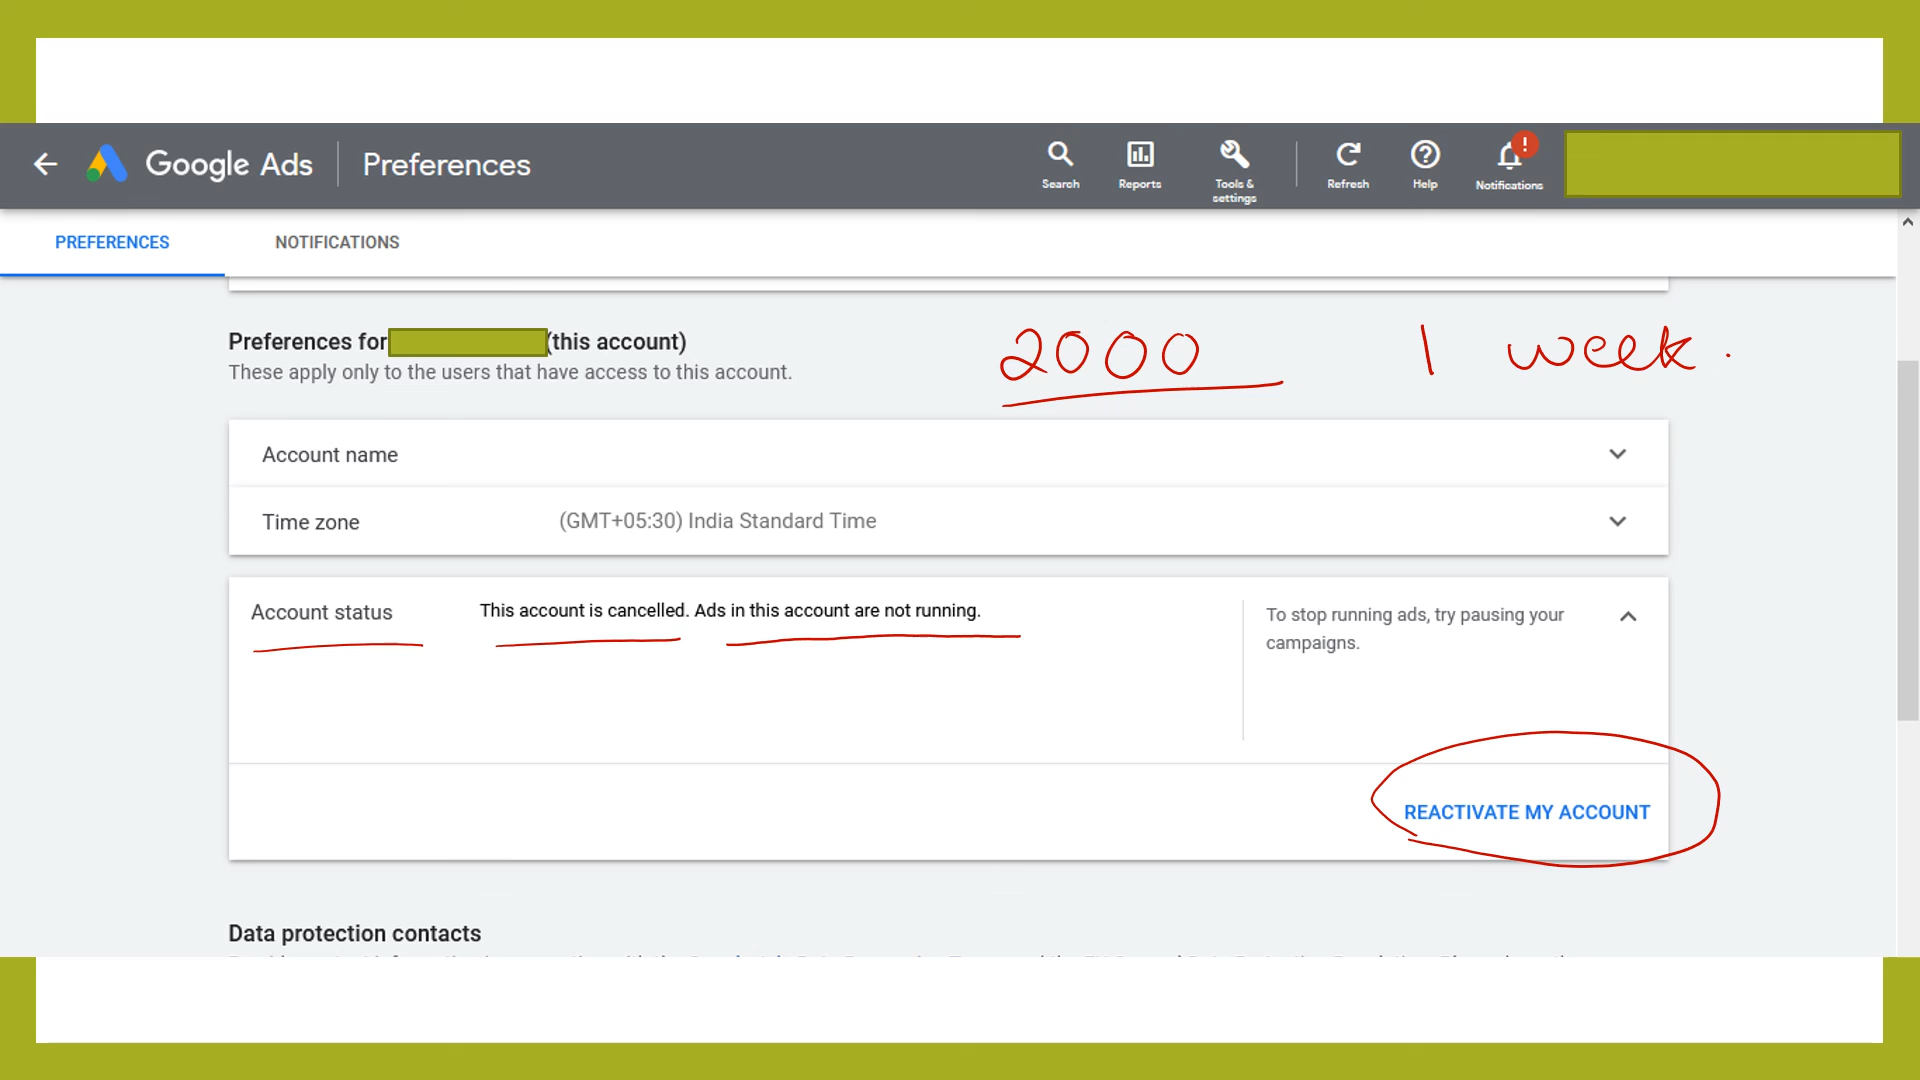 Google Ads Preferences
Search Reports Tools & settings Refresh Help ! Notifications
PREFERENCES NOTIFICATIONS
Preferences for (this account)
These apply only to the users that have access to this account.
2000 1 week.
Account name
Time zone (GMT+05:30) India Standard Time
Account status This account is cancelled. Ads in this account are not running. To stop running ads, try pausing your
campaigns.
REACTIVATE MY ACCOUNT
Data protection contacts